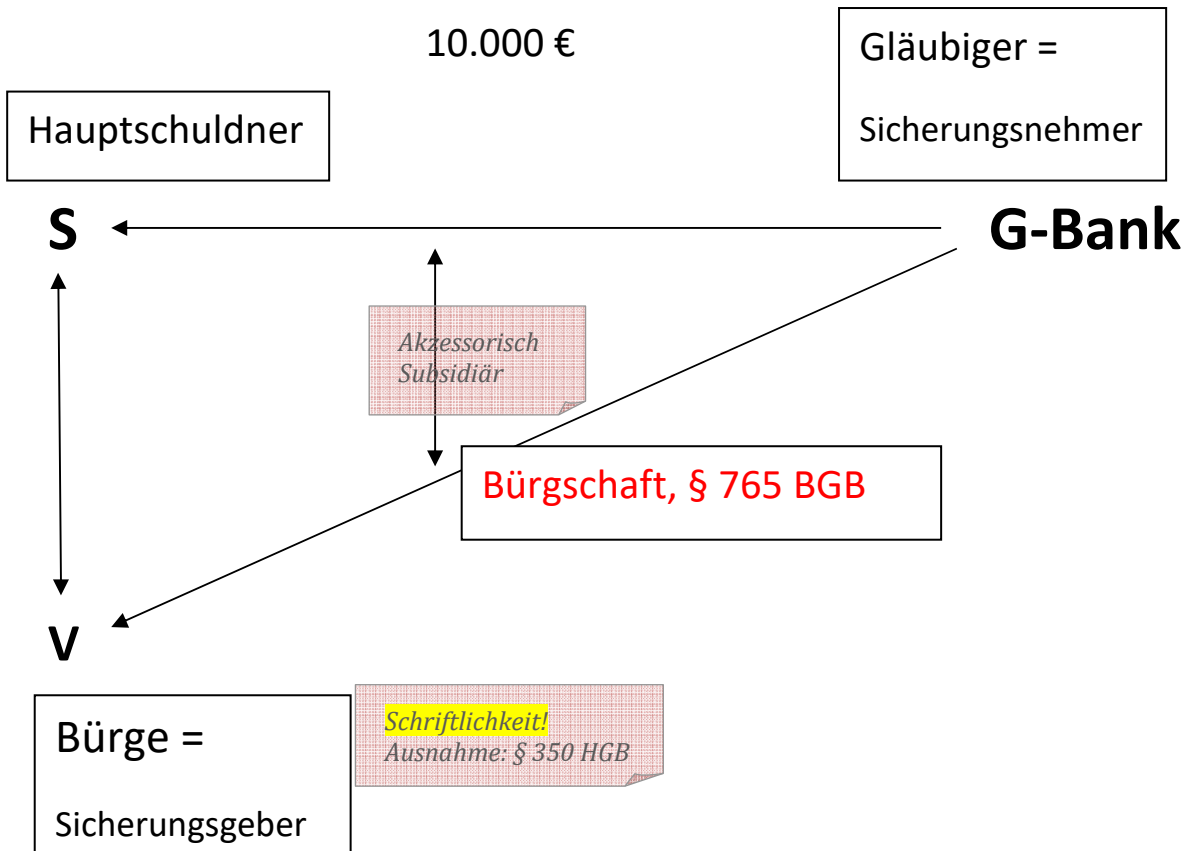 10.000 €
Gläubiger =
Sicherungsnehmer
Hauptschuldner
S
G-Bank
Akzessorisch
Subsidiär
Bürgschaft, § 765 BGB
V
Bürge =
Sicherungsgeber
Schriftlichkeit!
Ausnahme: § 350 HGB